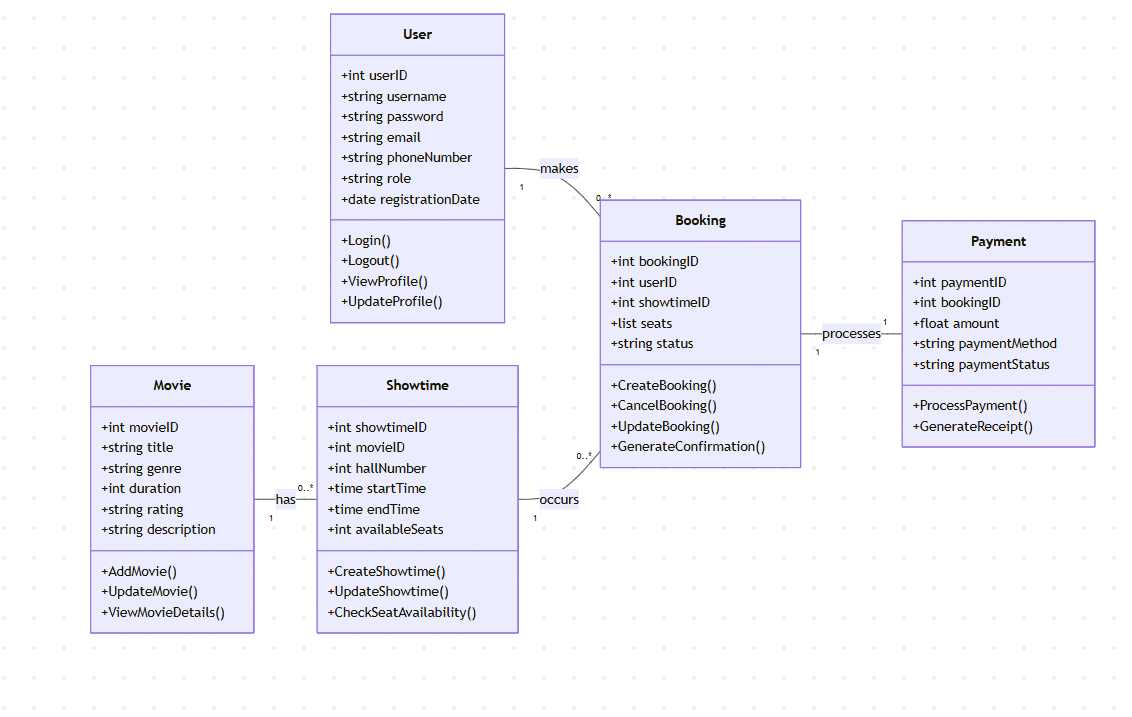 User
+int userID
+string username
+string password
+string email
+string phoneNumber
+string role
+date registrationDate
+Login()
+Logout()
+ViewProfile()
+UpdateProfile()
makes
1
0..*
Booking
+int bookingID
+int userID
+int showtimeID
+list seats
+string status
+CreateBooking()
+CancelBooking()
+UpdateBooking()
+GenerateConfirmation()
processes
1
1
Payment
+int paymentID
+int bookingID
+float amount
+string paymentMethod
+string paymentStatus
+ProcessPayment()
+GenerateReceipt()
Movie
+int movieID
+string title
+string genre
+int duration
+string rating
+string description
+AddMovie()
+UpdateMovie()
+ViewMovieDetails()
has
1
0..*
Showtime
+int showtimeID
+int movieID
+int hallNumber
+time startTime
+time endTime
+int availableSeats
+CreateShowtime()
+UpdateShowtime()
+CheckSeatAvailability()
occurs
1
0..*